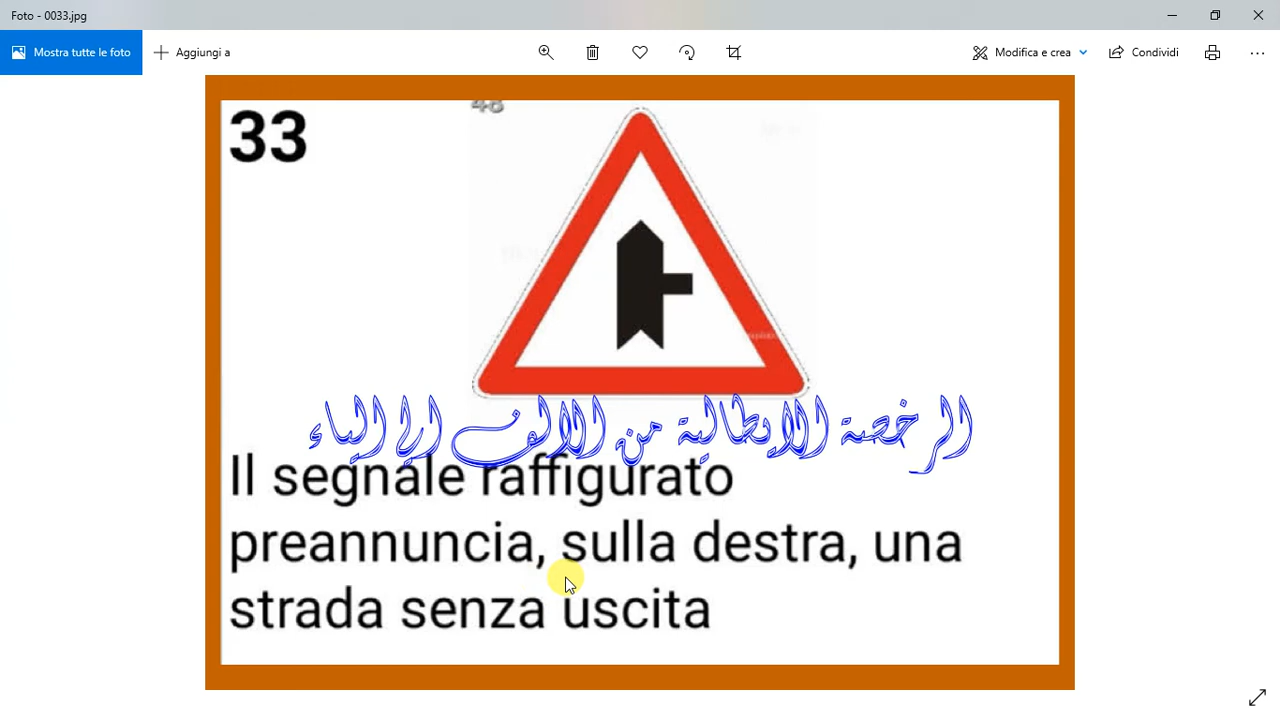 Foto - 0033.jpg
Mostra tutte le foto
Aggiungi a
Modifica e crea
Condividi
48
33
الرخصة الايطالية من الالف الى الياء
Il segnale raffigurato
preannuncia, sulla destra, una
strada senza uscita